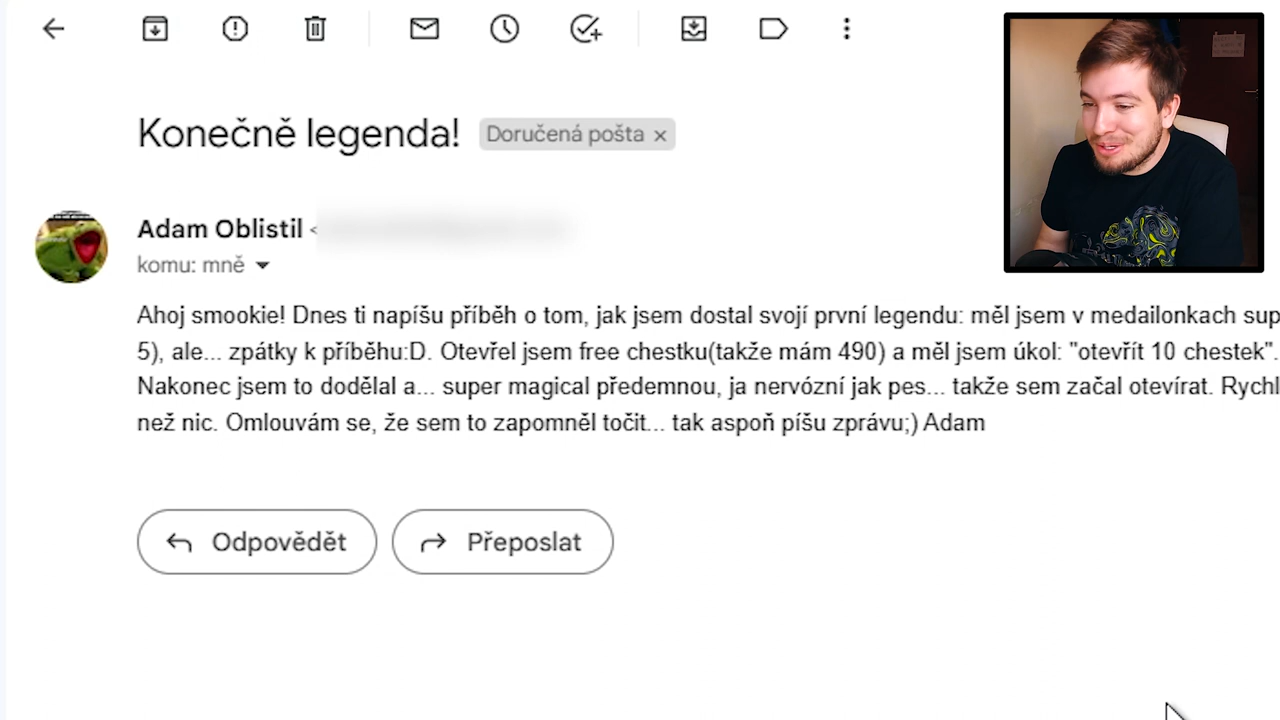 Konečně legenda! Doručená pošta ×
Adam Oblistil <
komu: mně
Ahoj smookie! Dnes ti napíšu příběh o tom, jak jsem dostal svojí první legendu: měl jsem v medailonkach sup
5), ale... zpátky k příběhu:D. Otevřel jsem free chestku(takže mám 490) a měl jsem úkol: "otevřít 10 chestek".
Nakonec jsem to dodělal a... super magical předemnou, ja nervózní jak pes... takže sem začal otevírat. Rychl
než nic. Omlouvám se, že sem to zapomněl točit... tak aspoň píšu zprávu;) Adam
Odpovědět Přeposlat